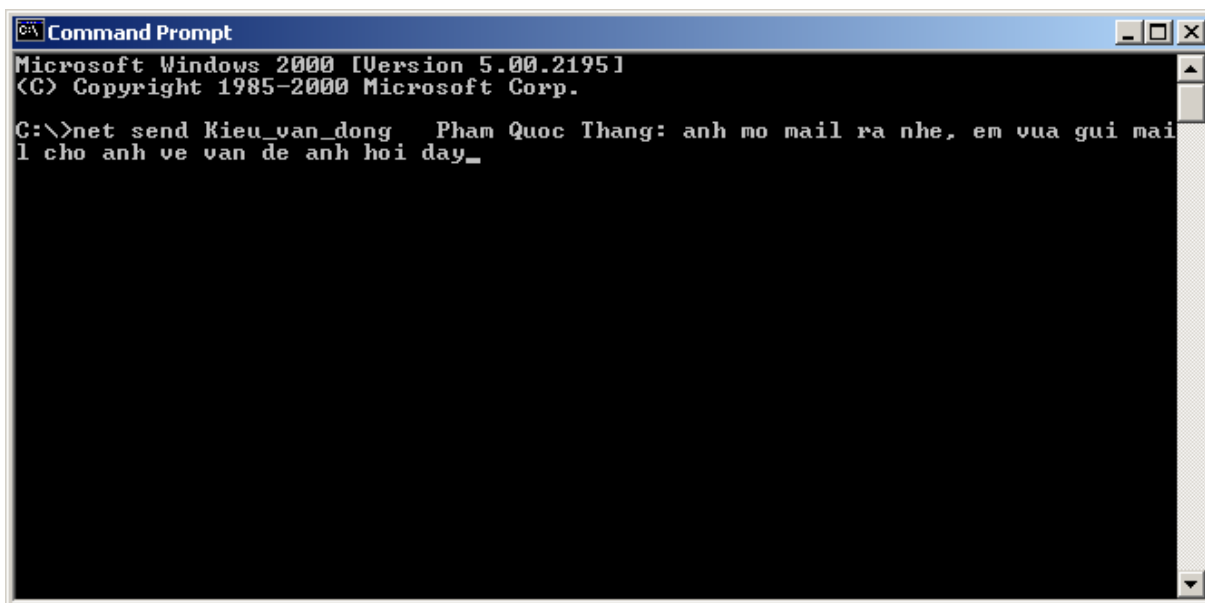 Command Prompt
Microsoft Windows 2000 [Version 5.00.2195]
(C) Copyright 1985-2000 Microsoft Corp.
C:\>net send Kieu_van_dong   Pham Quoc Thang: anh mo mail ra nhe, em vua gui mai
l cho anh ve van de anh hoi day_